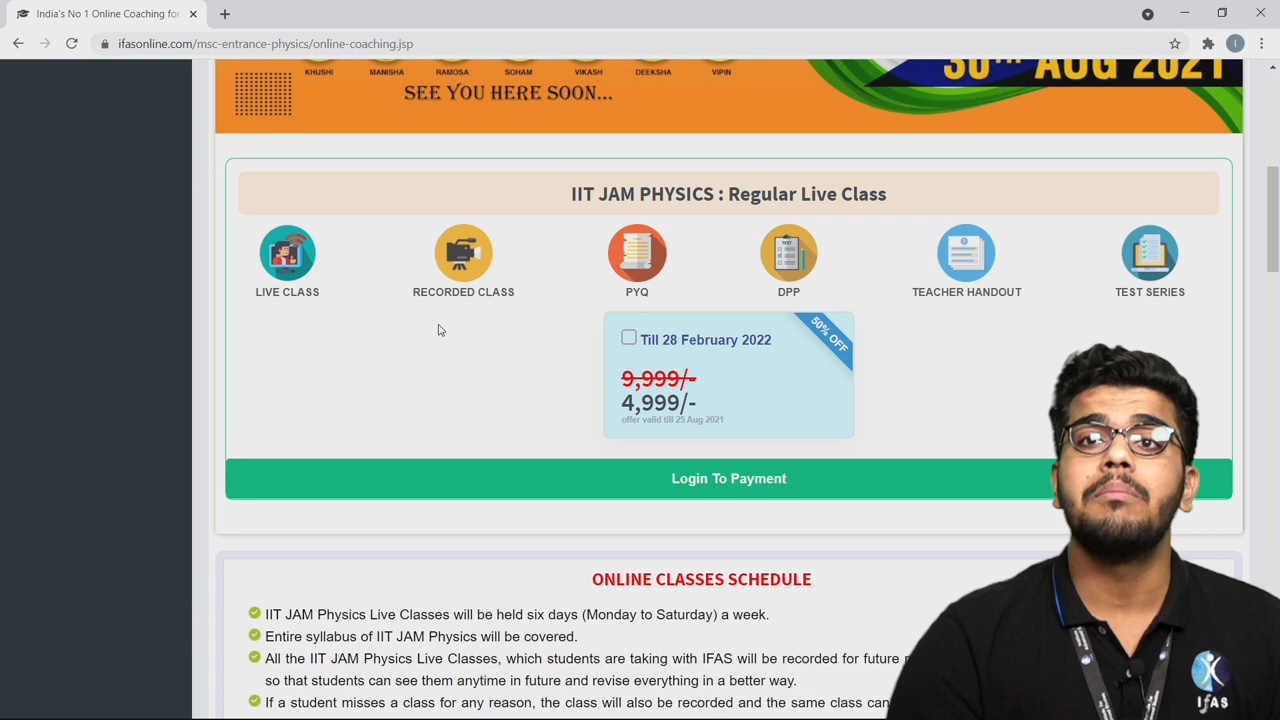 India's No 1 Online Coaching for
ifasonline.com/msc-entrance-physics/online-coaching.jsp
I
KHUSHI MANISHA RAMOSA SOHAM VIKASH DEEKSHA VIPIN
30TH AUG 2021
SEE YOU HERE SOON...
IIT JAM PHYSICS : Regular Live Class
LIVE CLASS
RECORDED CLASS
PYQ
TEST
DPP
TEACHER HANDOUT
TEST SERIES
Till 28 February 2022
50% OFF
9,999/-
4,999/-
offer valid till 25 Aug 2021
Login To Payment
ONLINE CLASSES SCHEDULE
IIT JAM Physics Live Classes will be held six days (Monday to Saturday) a week.
Entire syllabus of IIT JAM Physics will be covered.
All the IIT JAM Physics Live Classes, which students are taking with IFAS will be recorded for future
so that students can see them anytime in future and revise everything in a better way.
If a student misses a class for any reason, the class will also be recorded and the same class can
IFAS